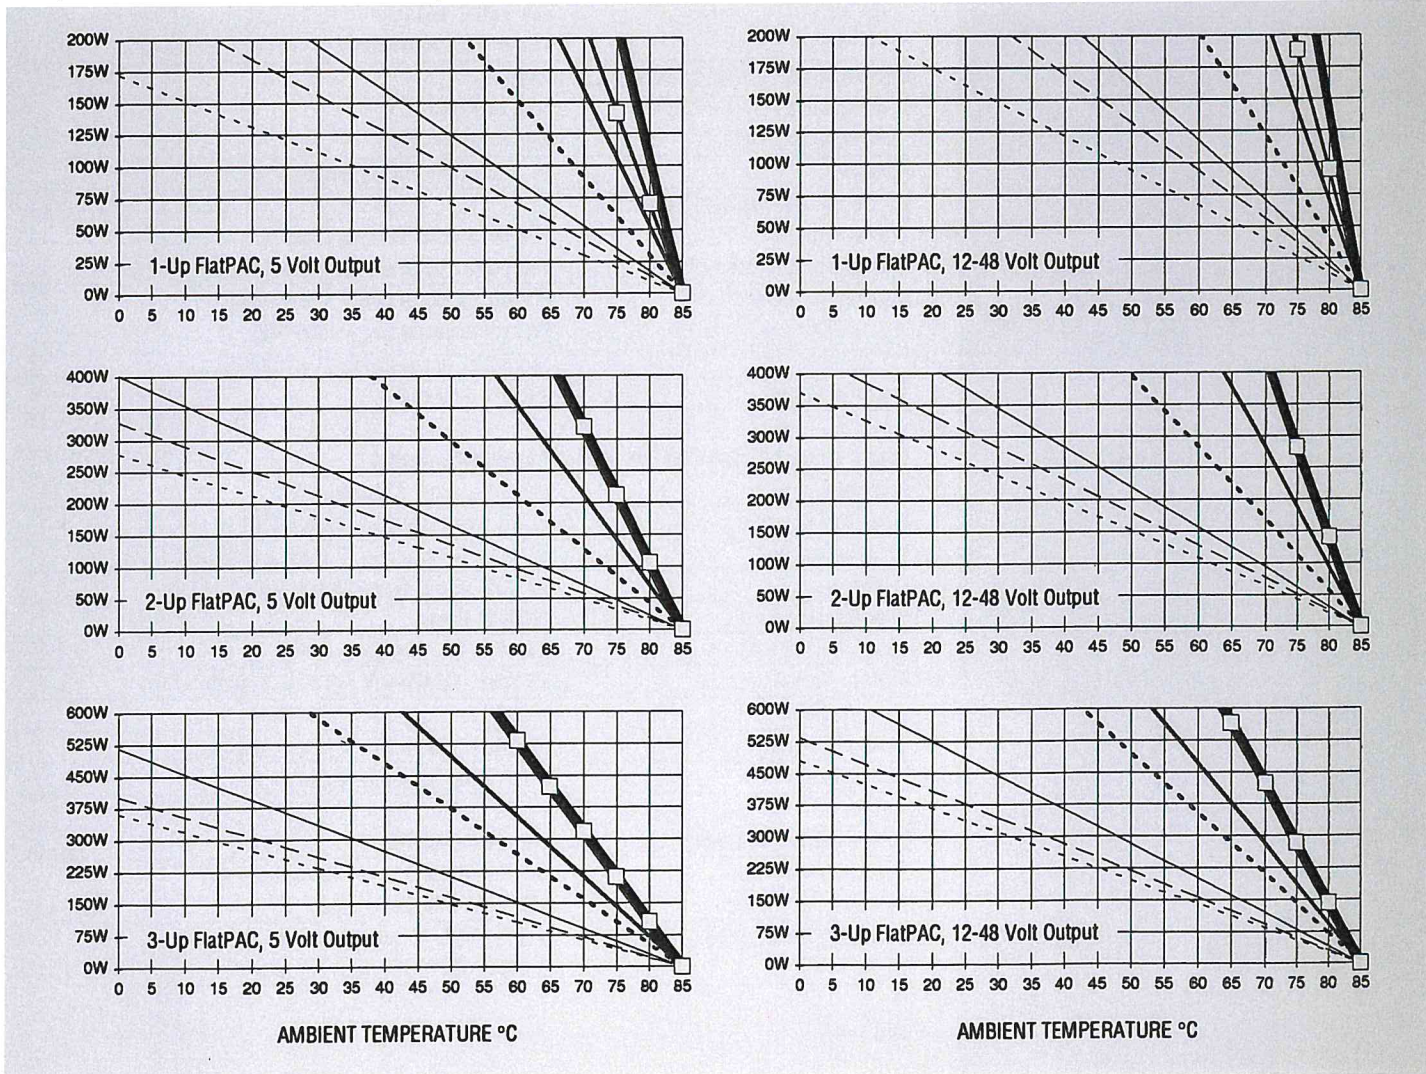 200W
175W
150W
125W
100W
75W
50W
25W
0W
1-Up FlatPAC, 5 Volt Output
0 5 10 15 20 25 30 35 40 45 50 55 60 65 70 75 80 85
200W
175W
150W
125W
100W
75W
50W
25W
0W
1-Up FlatPAC, 12-48 Volt Output
0 5 10 15 20 25 30 35 40 45 50 55 60 65 70 75 80 85
400W
350W
300W
250W
200W
150W
100W
50W
0W
2-Up FlatPAC, 5 Volt Output
0 5 10 15 20 25 30 35 40 45 50 55 60 65 70 75 80 85
400W
350W
300W
250W
200W
150W
100W
50W
0W
2-Up FlatPAC, 12-48 Volt Output
0 5 10 15 20 25 30 35 40 45 50 55 60 65 70 75 80 85
600W
525W
450W
375W
300W
225W
150W
75W
0W
3-Up FlatPAC, 5 Volt Output
0 5 10 15 20 25 30 35 40 45 50 55 60 65 70 75 80 85
AMBIENT TEMPERATURE ºC
600W
525W
450W
375W
300W
225W
150W
75W
0W
3-Up FlatPAC, 12-48 Volt Output
0 5 10 15 20 25 30 35 40 45 50 55 60 65 70 75 80 85
AMBIENT TEMPERATURE ºC